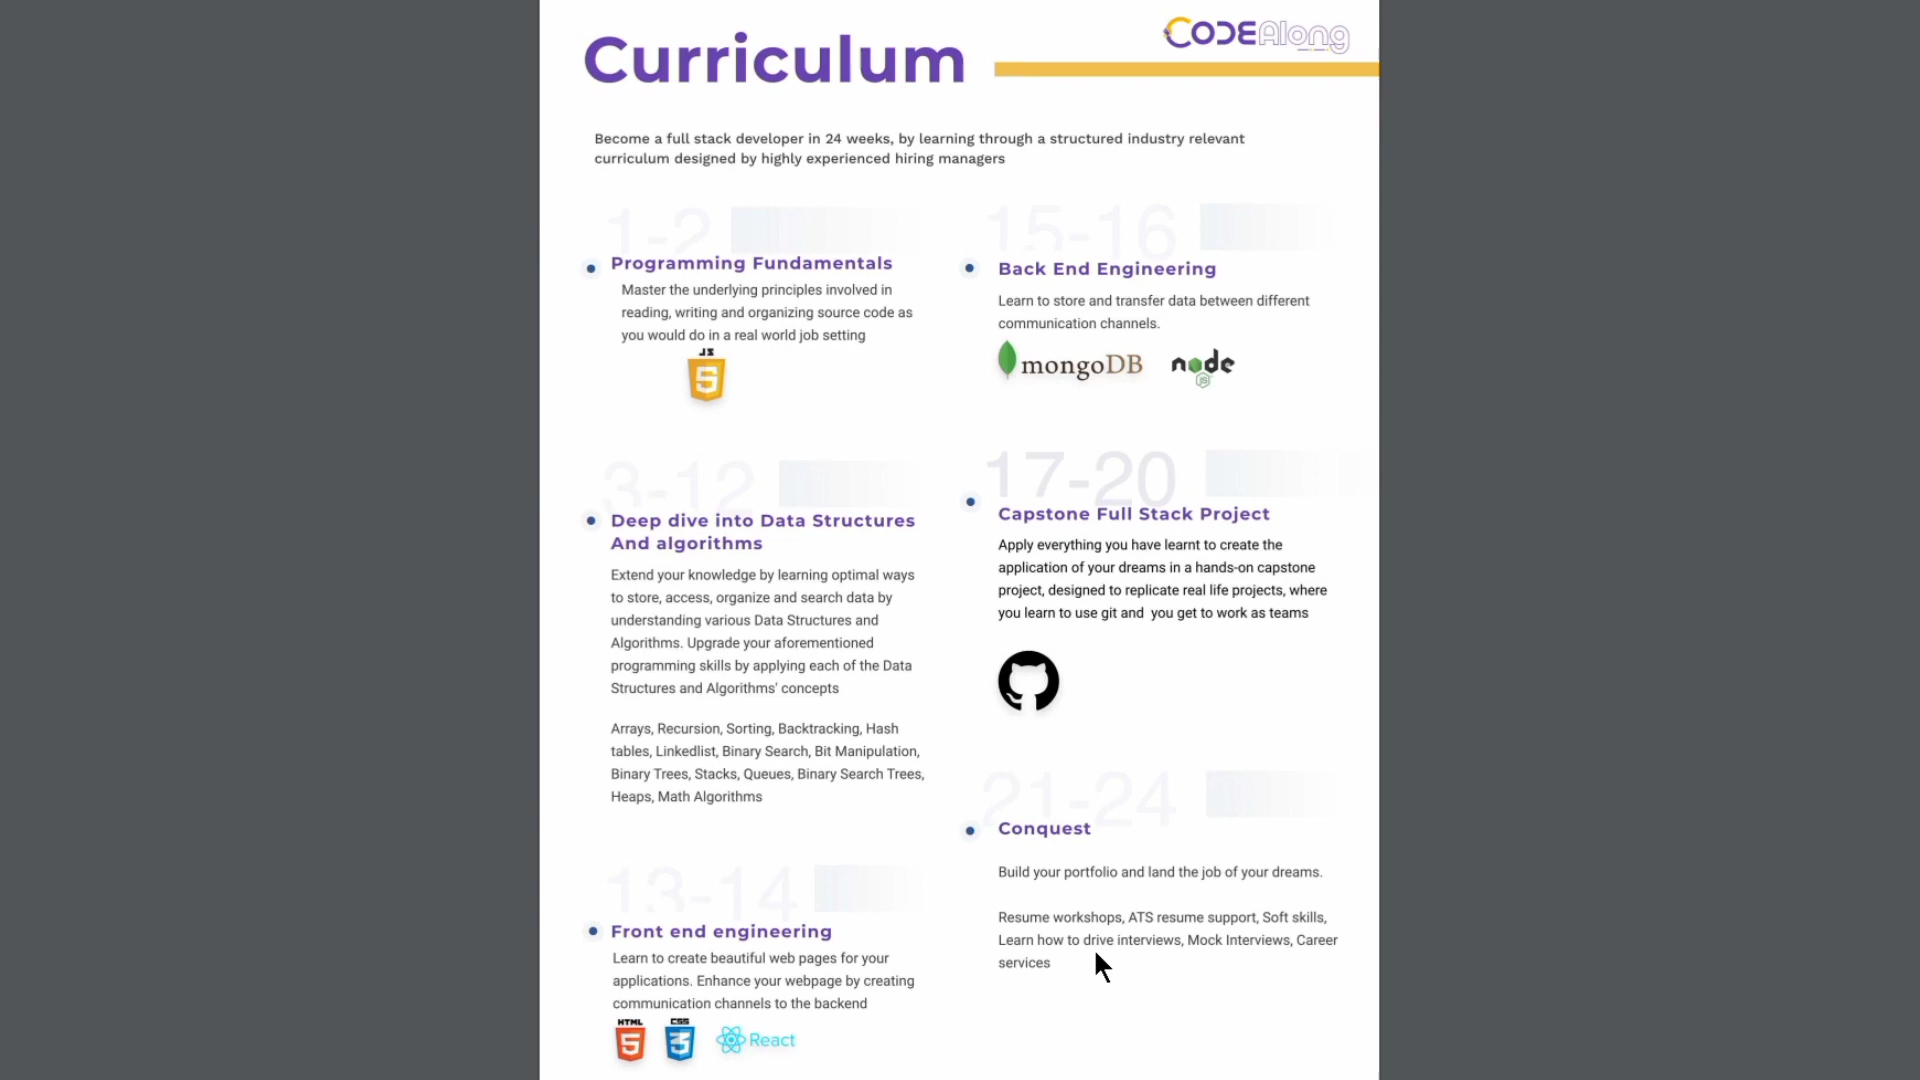 CODEAlong
Curriculum
Become a full stack developer in 24 weeks, by learning through a structured industry relevant
curriculum designed by highly experienced hiring managers
1-2
Programming Fundamentals
Master the underlying principles involved in
reading, writing and organizing source code as
you would do in a real world job setting
JS
5
3-12
Deep dive into Data Structures
And algorithms
Extend your knowledge by learning optimal ways
to store, access, organize and search data by
understanding various Data Structures and
Algorithms. Upgrade your aforementioned
programming skills by applying each of the Data
Structures and Algorithms' concepts
Arrays, Recursion, Sorting, Backtracking, Hash
tables, Linkedlist, Binary Search, Bit Manipulation,
Binary Trees, Stacks, Queues, Binary Search Trees,
Heaps, Math Algorithms
13-14
Front end engineering
Learn to create beautiful web pages for your
applications. Enhance your webpage by creating
communication channels to the backend
HTML
5
CSS
3
React
15-16
Back End Engineering
Learn to store and transfer data between different
communication channels.
mongoDB
node
JS
17-20
Capstone Full Stack Project
Apply everything you have learnt to create the
application of your dreams in a hands-on capstone
project, designed to replicate real life projects, where
you learn to use git and  you get to work as teams
21-24
Conquest
Build your portfolio and land the job of your dreams.
Resume workshops, ATS resume support, Soft skills,
Learn how to drive interviews, Mock Interviews, Career
services